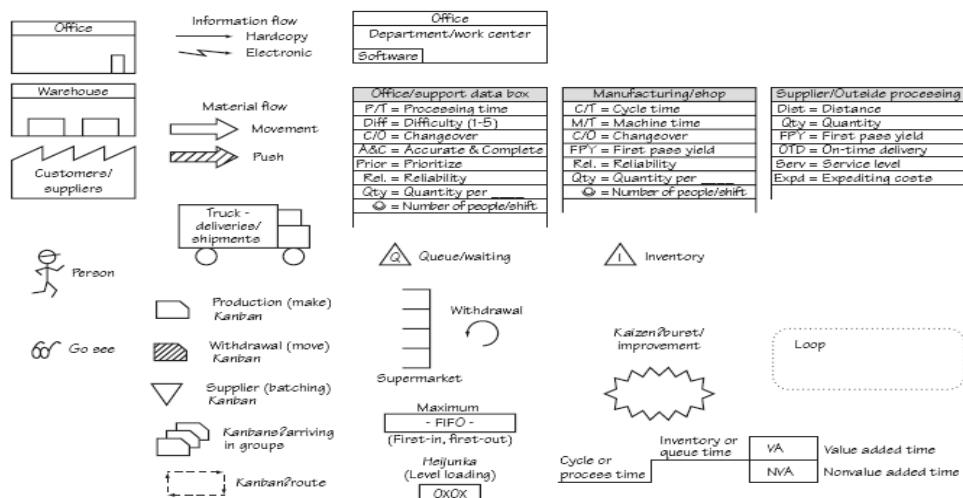 Office
Information flow
Hardcopy
Electronic
Office
Department/work center
Software
Warehouse
Customers/
suppliers
Material flow
Movement
Push
Truck -
deliveries/
shipments
Office/support data box
P/T = Processing time
Diff = Difficulty (1-5)
C/O = Changeover
A&C = Accurate & Complete
Prior = Prioritize
Rel. = Reliability
Qty = Quantity per ____
= Number of people/shift
Manufacturing/shop
C/T = Cycle time
M/T = Machine time
C/O = Changeover
FPY = First pass yield
Rel. = Reliability
Qty = Quantity per ____
= Number of people/shift
Supplier/Outside processing
Dist = Distance
Qty = Quantity
FPY = First pass yield
OTD = On-time delivery
Serv = Service level
Expd = Expediting costs
Person
Go see
Production (make)
Kanban
Withdrawal (move)
Kanban
Supplier (batching)
Kanban
Kanbans?arriving
in groups
Kanban?route
Q
Queue/waiting
I
Inventory
Withdrawal
Supermarket
Maximum
- FIFO -
(First-in, first-out)
Heijunka
(Level loading)
OXOX
Kaizen?burst/
improvement
Loop
Cycle or
process time
Inventory or
queue time
VA
Value added time
NVA
Nonvalue added time